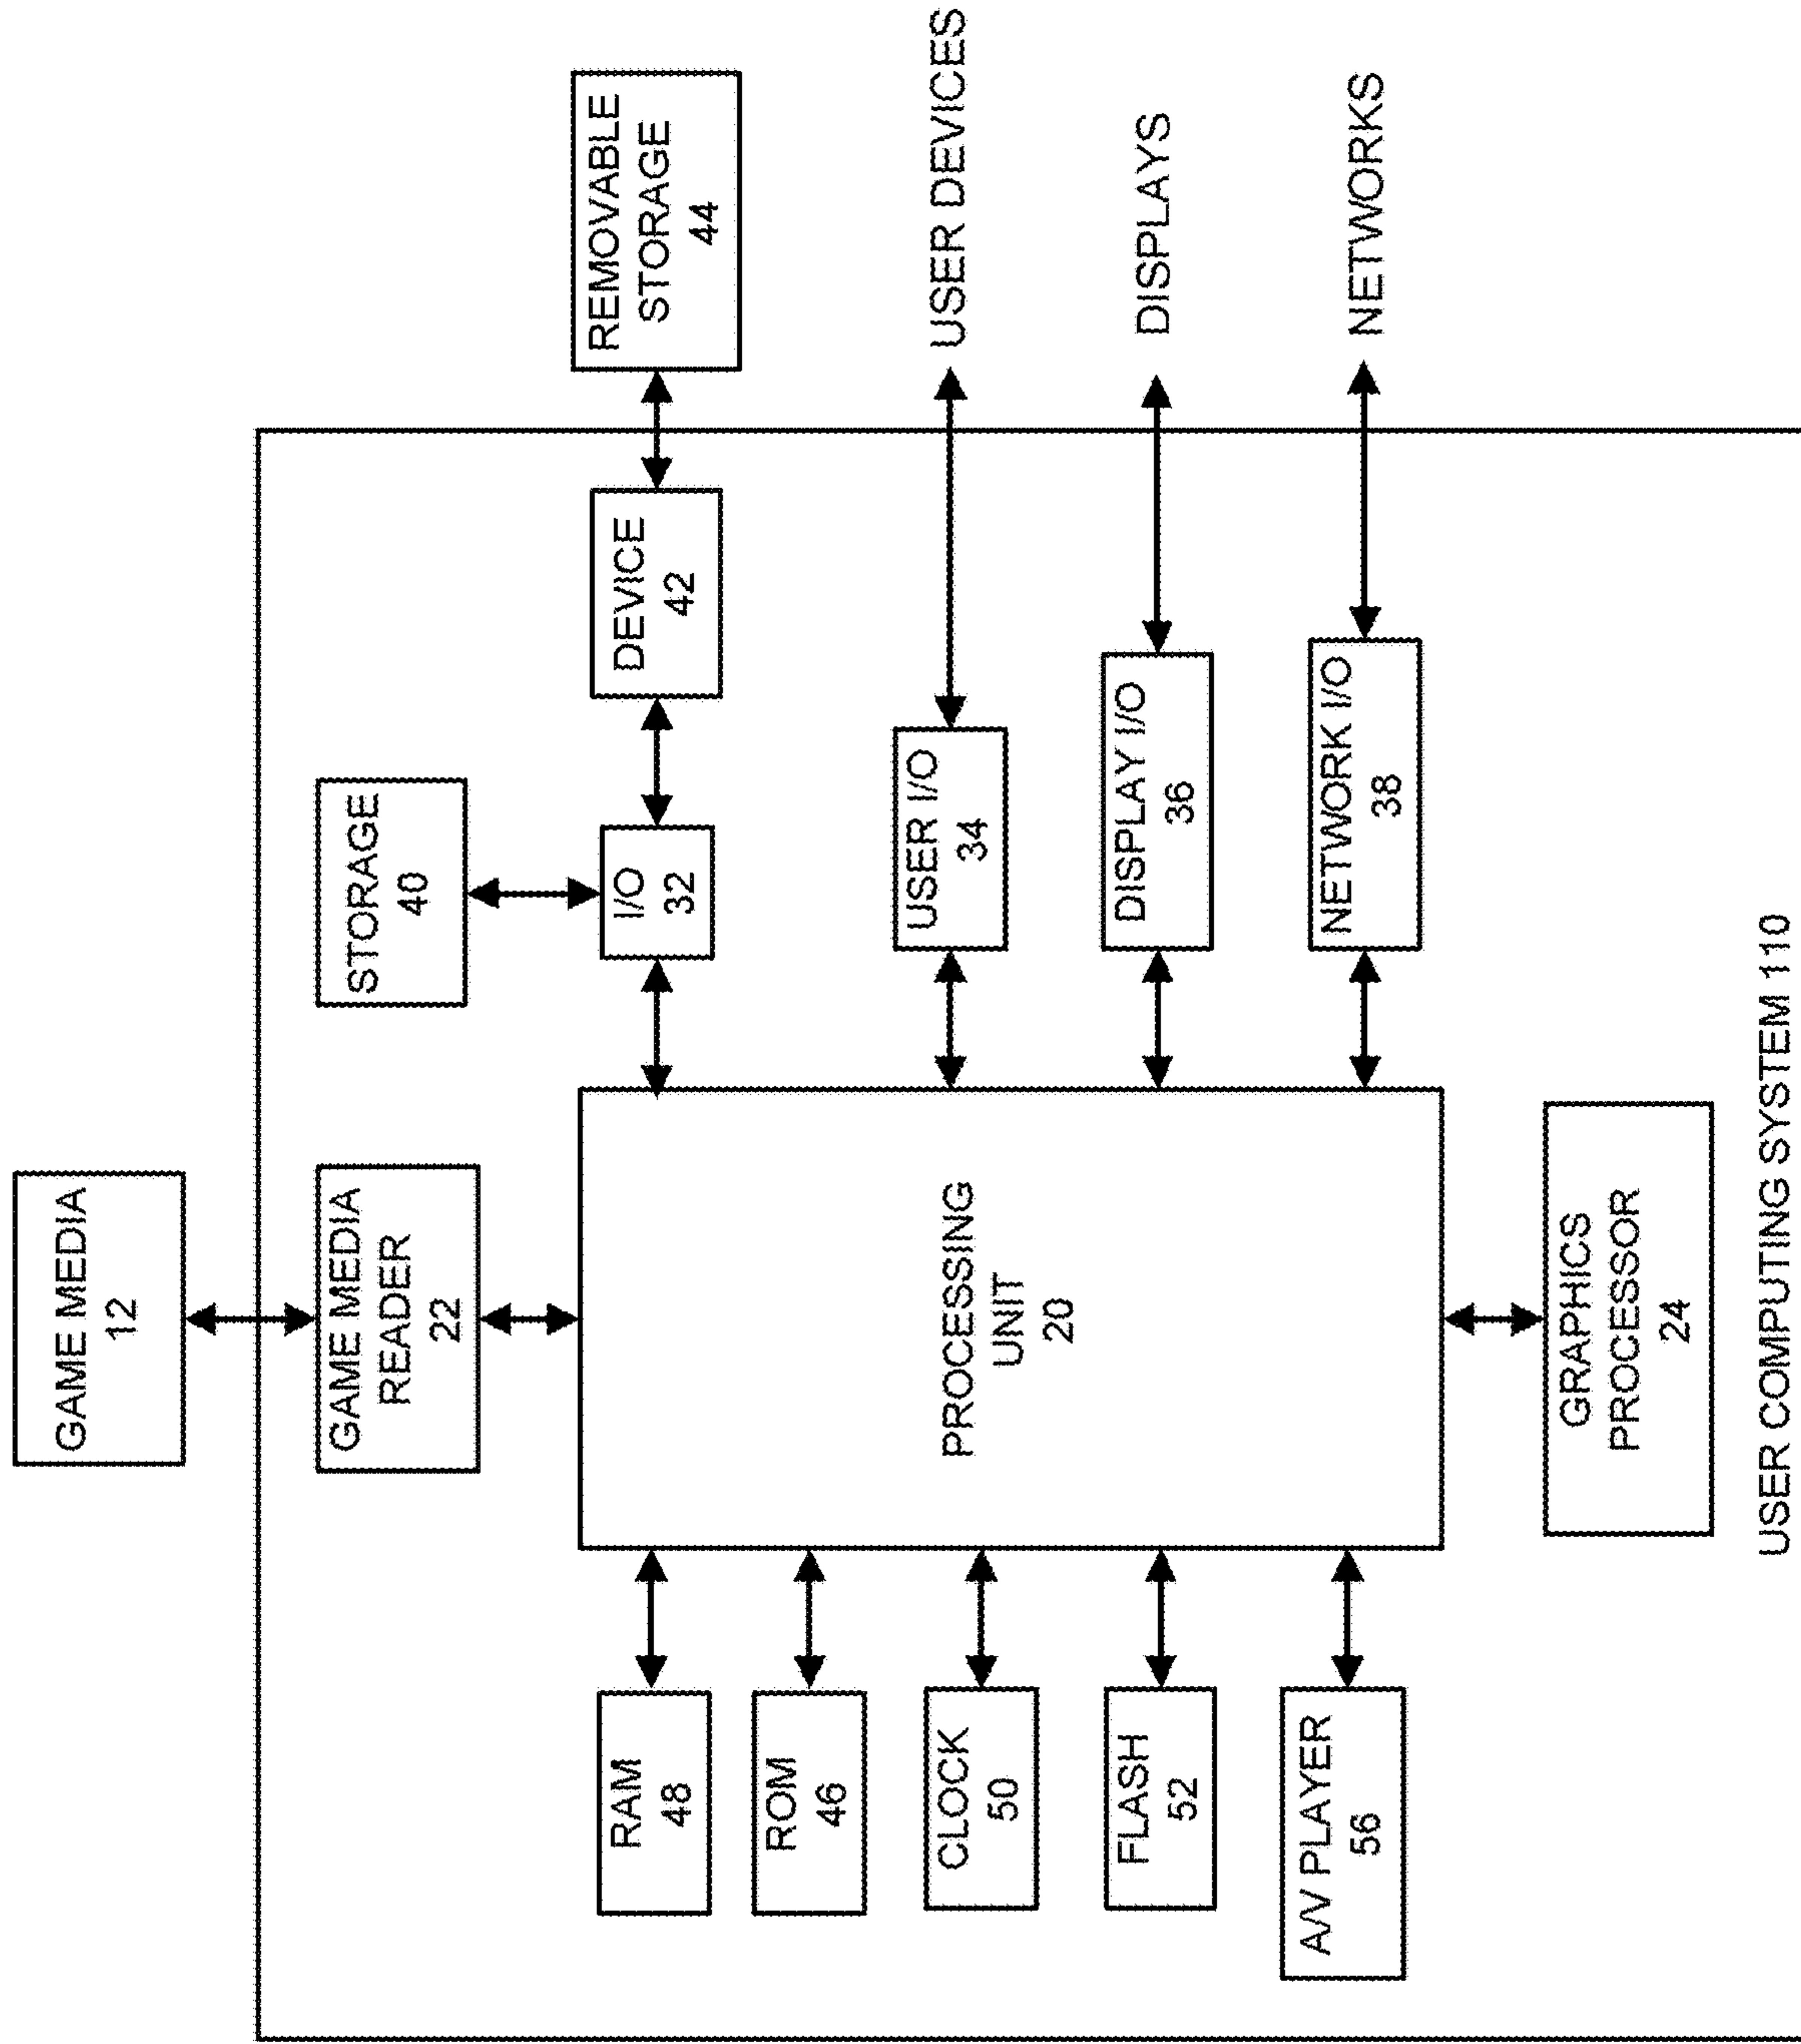 GAME MEDIA
12
GAME MEDIA
READER
22
STORAGE
40
RAM
48
ROM
46
CLOCK
50
FLASH
52
A/V PLAYER
56
PROCESSING
UNIT
20
I/O
32
DEVICE
42
REMOVABLE
STORAGE
44
USER I/O
34
USER DEVICES
DISPLAY I/O
36
DISPLAYS
NETWORK I/O
38
NETWORKS
GRAPHICS
PROCESSOR
24
USER COMPUTING SYSTEM 110